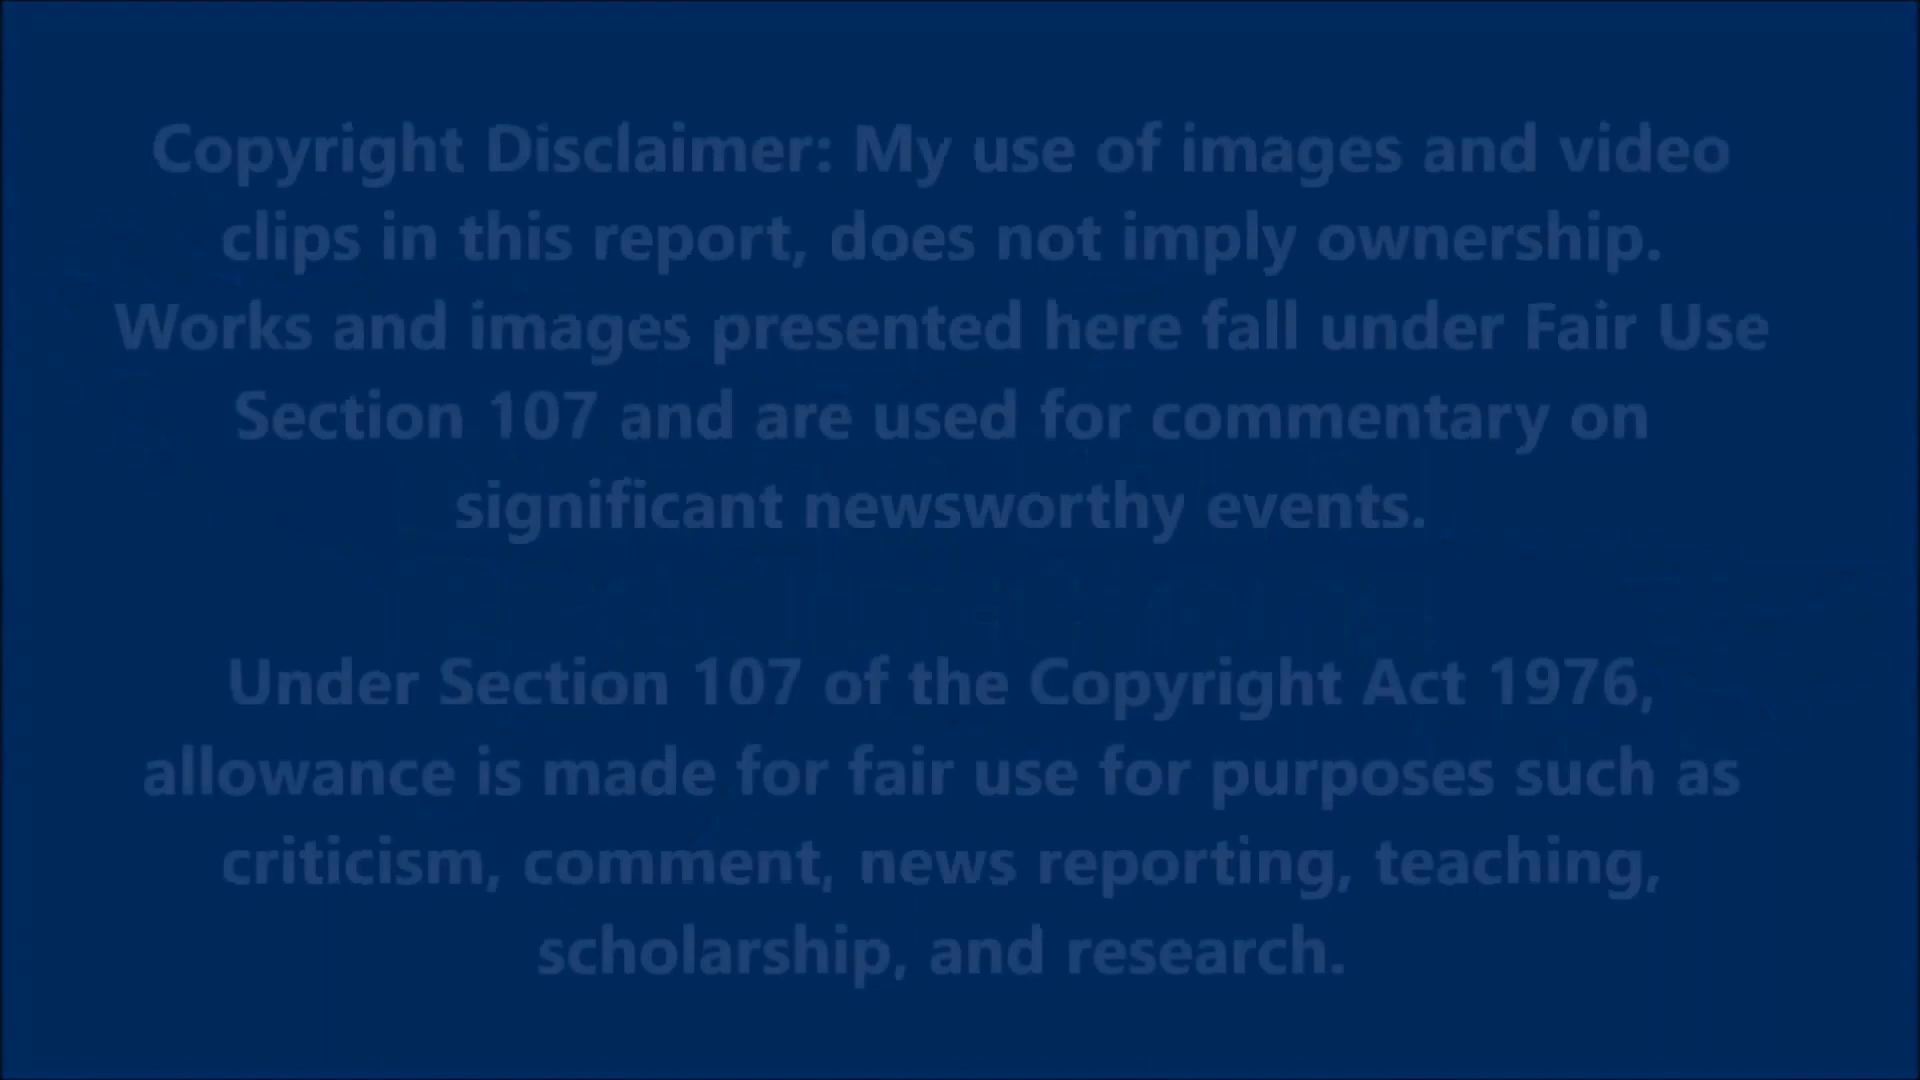 Copyright Disclaimer: My use of images and video
clips in this report, does not imply ownership.
Works and images presented here fall under Fair Use
Section 107 and are used for commentary on
significant newsworthy events.
Under Section 107 of the Copyright Act 1976,
allowance is made for fair use for purposes such as
criticism, comment, news reporting, teaching,
scholarship, and research.